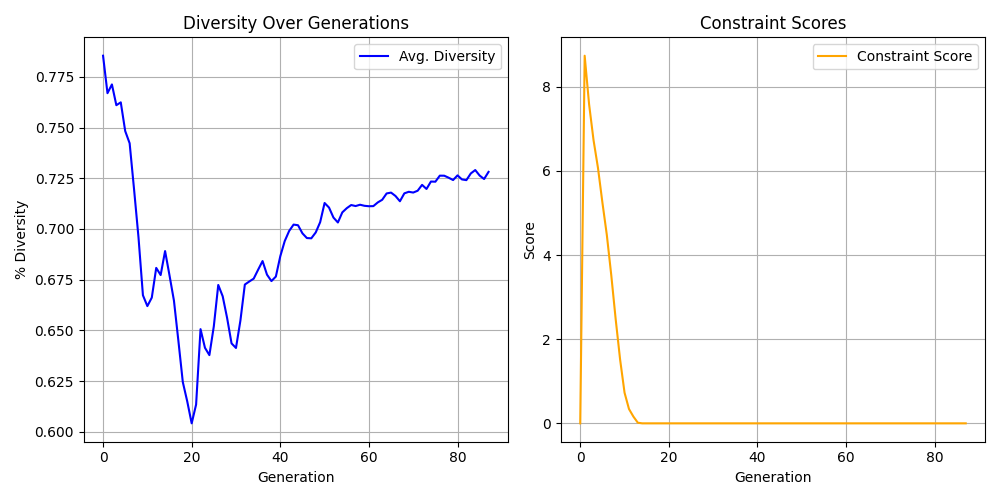 Diversity Over Generations
Avg. Diversity
0.775
0.750
0.725
0.700
0.675
0.650
0.625
0.600
% Diversity
0 20 40 60 80
Generation
Constraint Scores
Constraint Score
8
6
4
2
0
Score
0 20 40 60 80
Generation